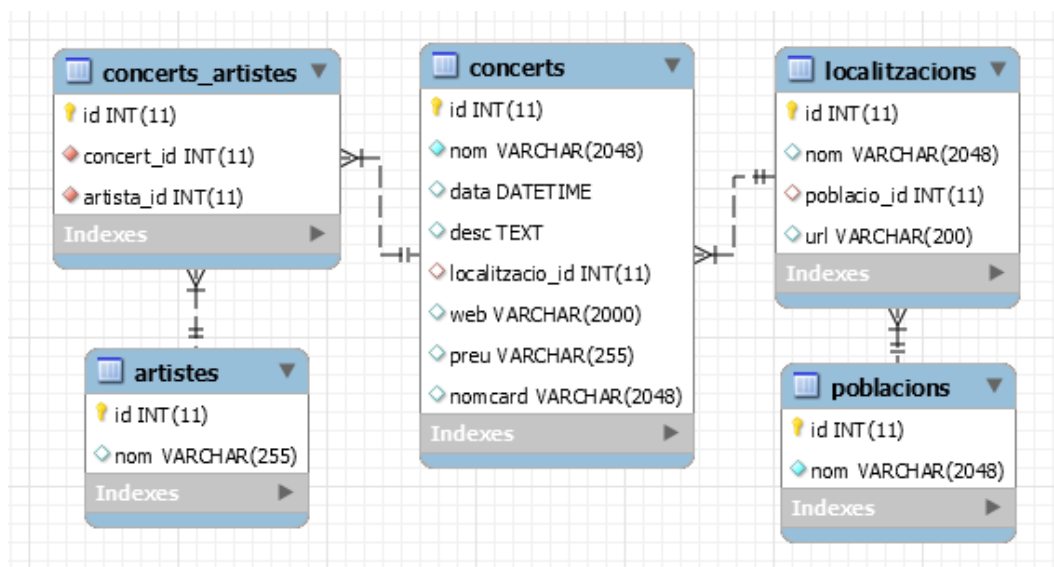 concerts_artistes
id INT(11)
concert_id INT(11)
artista_id INT(11)
Indexes
concerts
id INT(11)
nom VARCHAR(2048)
data DATETIME
desc TEXT
localitzacio_id INT(11)
web VARCHAR(2000)
preu VARCHAR(255)
nomcard VARCHAR(2048)
Indexes
localitzacions
id INT(11)
nom VARCHAR(2048)
poblacio_id INT(11)
url VARCHAR(200)
Indexes
artistes
id INT(11)
nom VARCHAR(255)
Indexes
poblacions
id INT(11)
nom VARCHAR(2048)
Indexes